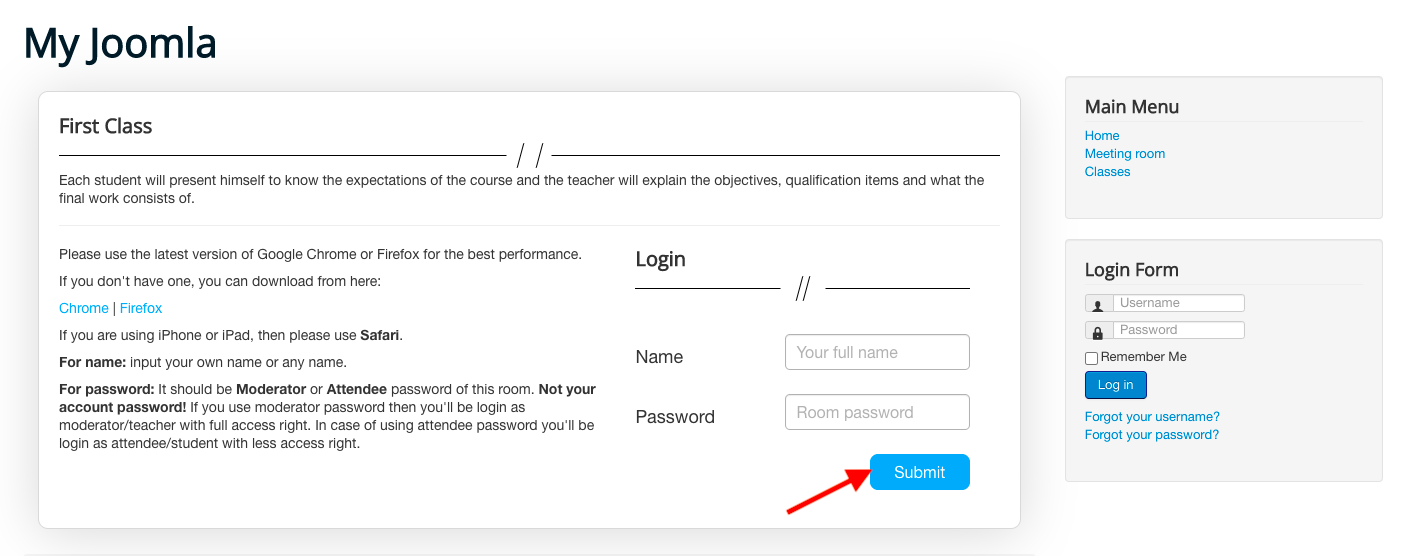 My Joomla
First Class
Each student will present himself to know the expectations of the course and the teacher will explain the objectives, qualification items and what the
final work consists of.
Please use the latest version of Google Chrome or Firefox for the best performance.
If you don't have one, you can download from here:
Chrome | Firefox
If you are using iPhone or iPad, then please use Safari.
For name: input your own name or any name.
For password: It should be Moderator or Attendee password of this room. Not your
account password! If you use moderator password then you'll be login as
moderator/teacher with full access right. In case of using attendee password you'll be
login as attendee/student with less access right.
Login
Name
Your full name
Password
Room password
Submit
Main Menu
Home
Meeting room
Classes
Login Form
Username
Password
Remember Me
Log in
Forgot your username?
Forgot your password?